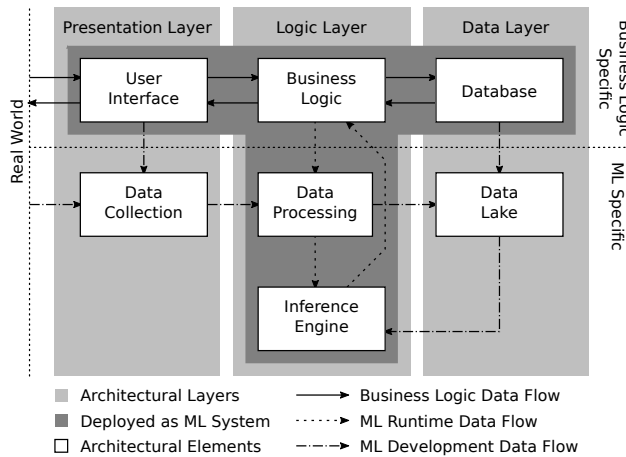 Presentation Layer
Logic Layer
Data Layer
User
Interface
Business
Logic
Database
Business Logic
Specific
Real World
Data
Collection
Data
Processing
Data
Lake
ML Specific
Inference
Engine
Architectural Layers
Business Logic Data Flow
Deployed as ML System
ML Runtime Data Flow
Architectural Elements
ML Development Data Flow